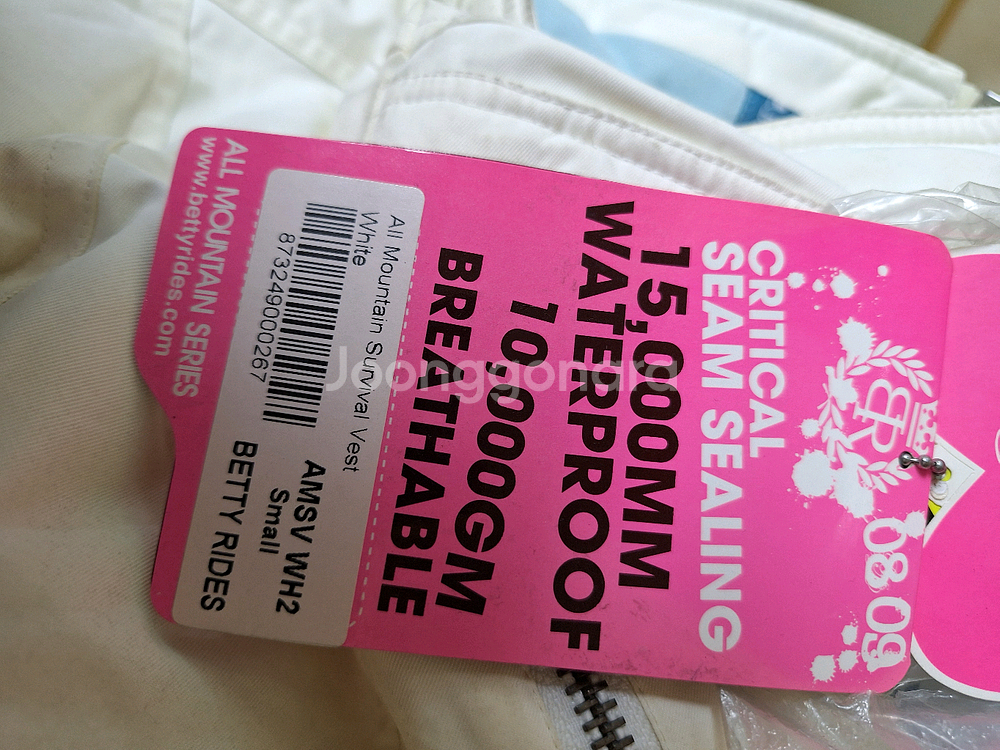 08 09
CRITICAL
SEAM SEALING
15,000MM
WATERPROOF
10,000GM
BREATHABLE
All Mountain Survival Vest
White
873249000267
AMSV WH2
Small
BETTY RIDES
ALL MOUNTAIN SERIES
www.bettyrides.com
Joonggonara